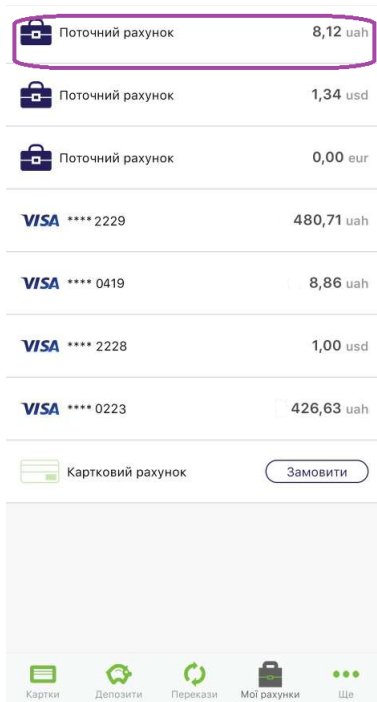 Поточний рахунок 8,12 uah
Поточний рахунок 1,34 usd
Поточний рахунок 0,00 eur
VISA **** 2229 480,71 uah
VISA **** 0419 8,86 uah
VISA **** 2228 1,00 usd
VISA **** 0223 426,63 uah
Картковий рахунок Замовити
Картки Депозити Перекази Мої рахунки Ще